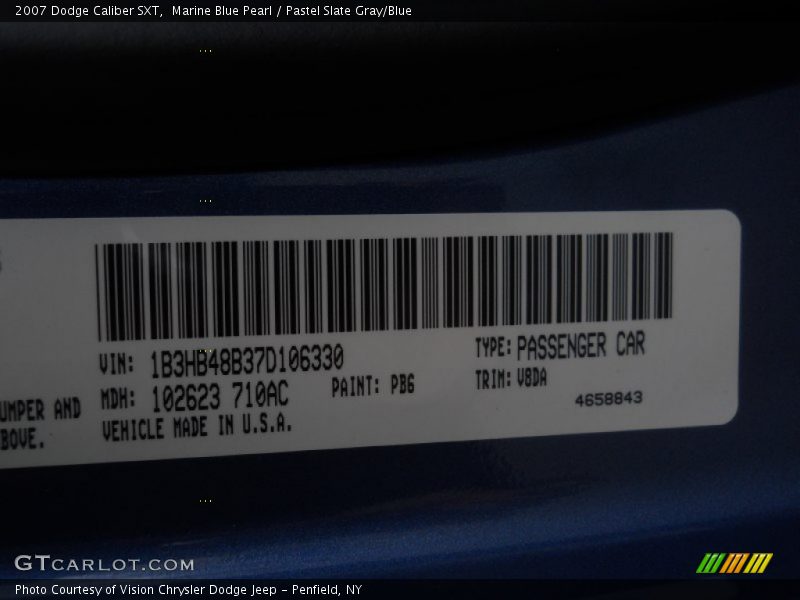 2007 Dodge Caliber SXT,  Marine Blue Pearl / Pastel Slate Gray/Blue
VIN: 1B3HB48B37D106330
TYPE: PASSENGER CAR
UMPER AND
MDH: 102623 710AC
PAINT: PB6
TRIM: V8DA
BOVE.
VEHICLE MADE IN U.S.A.
4658843
GTCARLOT.COM
Photo Courtesy of Vision Chrysler Dodge Jeep – Penfield, NY